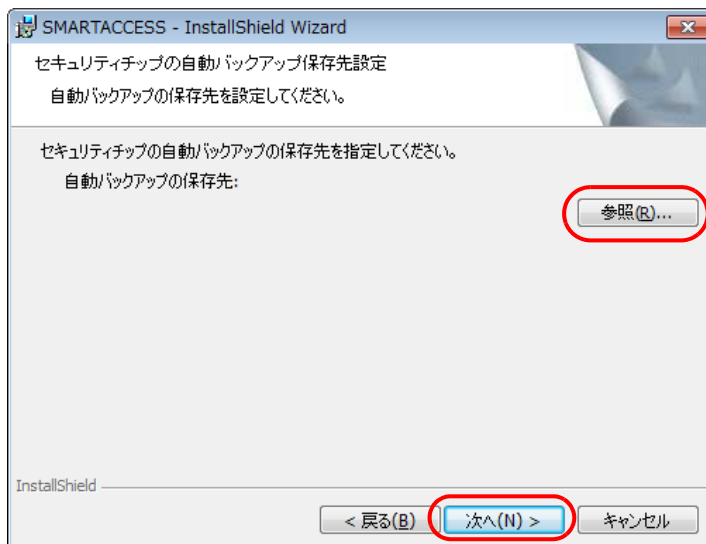 SMARTACCESS - InstallShield Wizard
セキュリティチップの自動バックアップ保存先設定
自動バックアップの保存先を設定してください。
セキュリティチップの自動バックアップの保存先を指定してください。
自動バックアップの保存先:
参照(R)...
InstallShield
< 戻る(B)
次へ(N) >
キャンセル